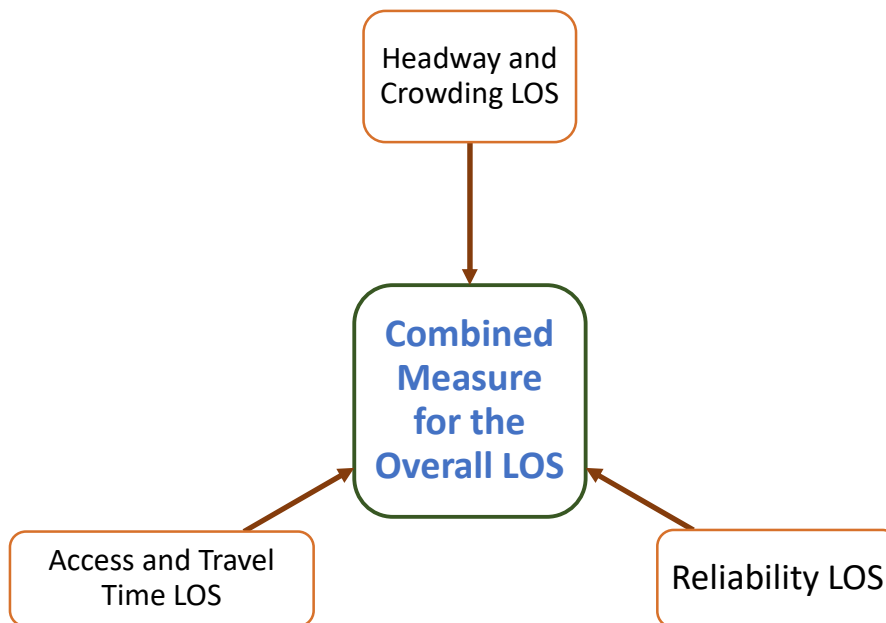 Headway and
Crowding LOS
Combined
Measure
for the
Overall LOS
Access and Travel
Time LOS
Reliability LOS